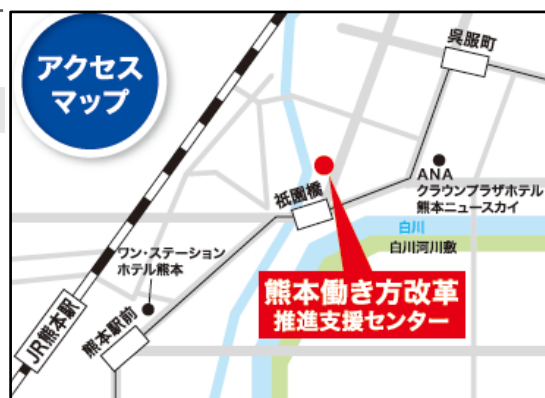 アクセス
マップ
呉服町
ANA
クラウンプラザホテル
熊本ニュースカイ
祇園橋
白川
白川河川敷
ワン・ステーション
ホテル熊本
熊本働き方改革
推進支援センター
JR熊本駅
熊本駅前